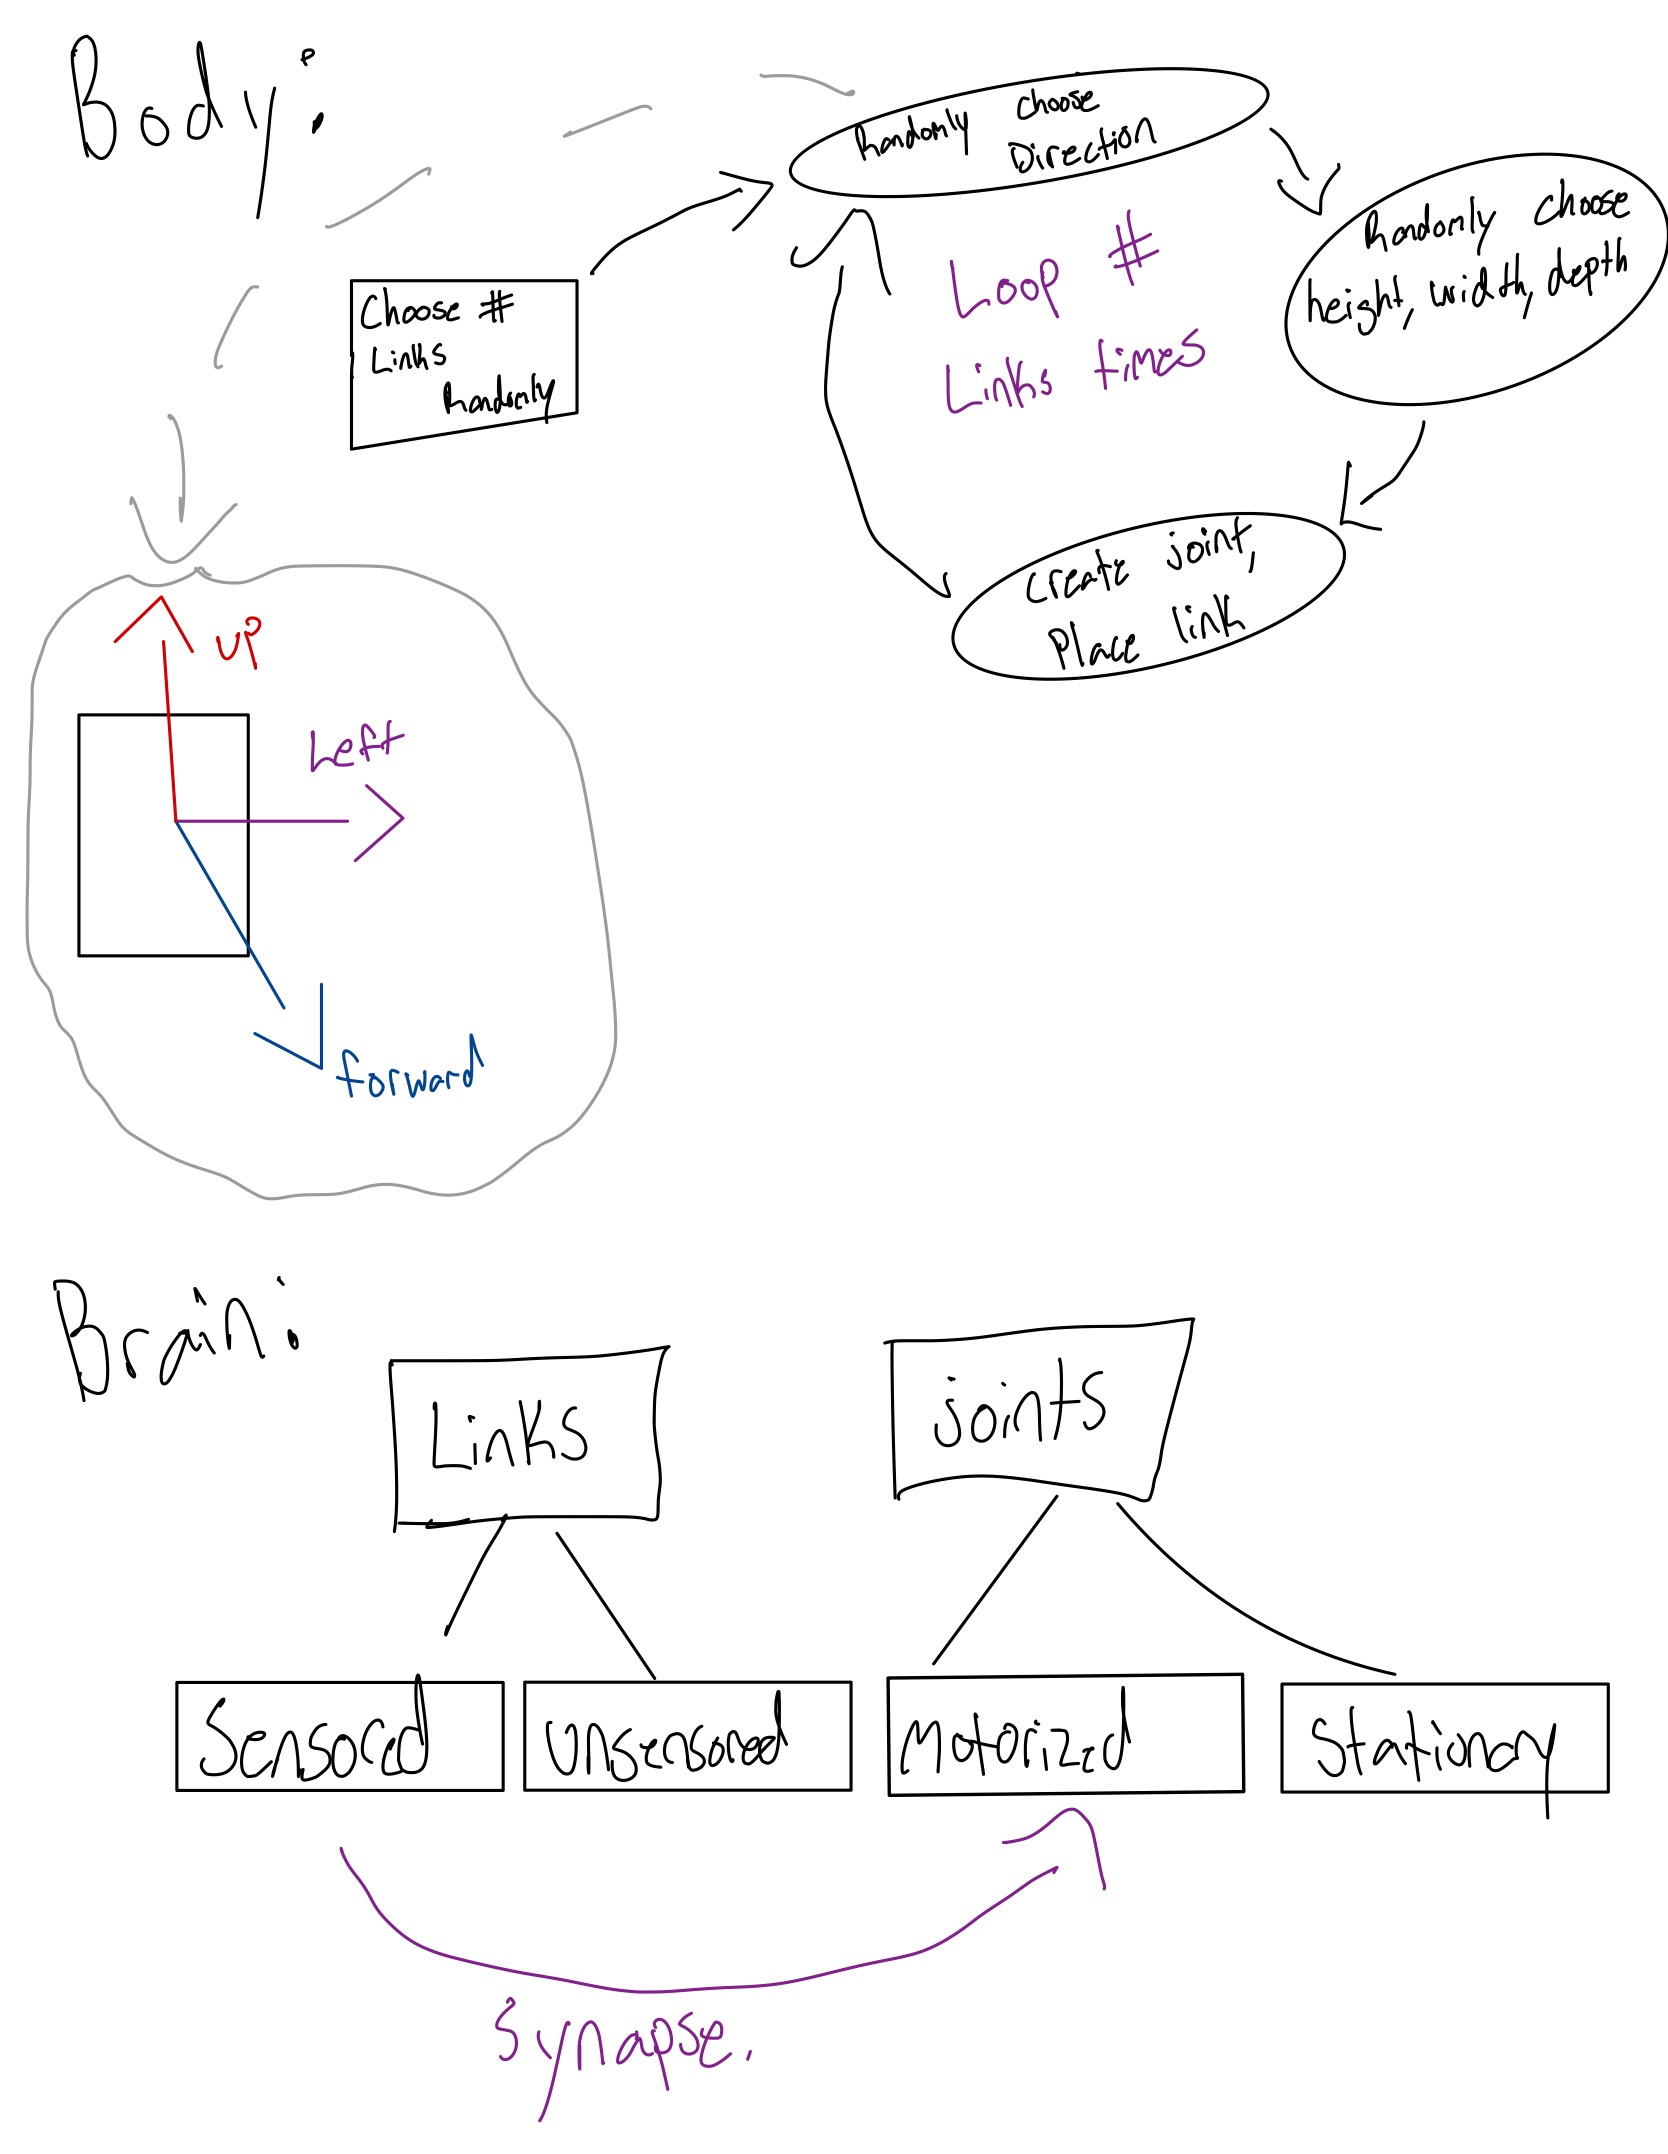 Body:
Randomly choose
Direction
Randomly choose
height, width, depth
Loop #
Links times
Choose #
Links
Randomly
create joint,
Place link
up
Left
forward
Brain:
Links
joints
Sensored
Unsensored
Motorized
Stationary
Synapse.